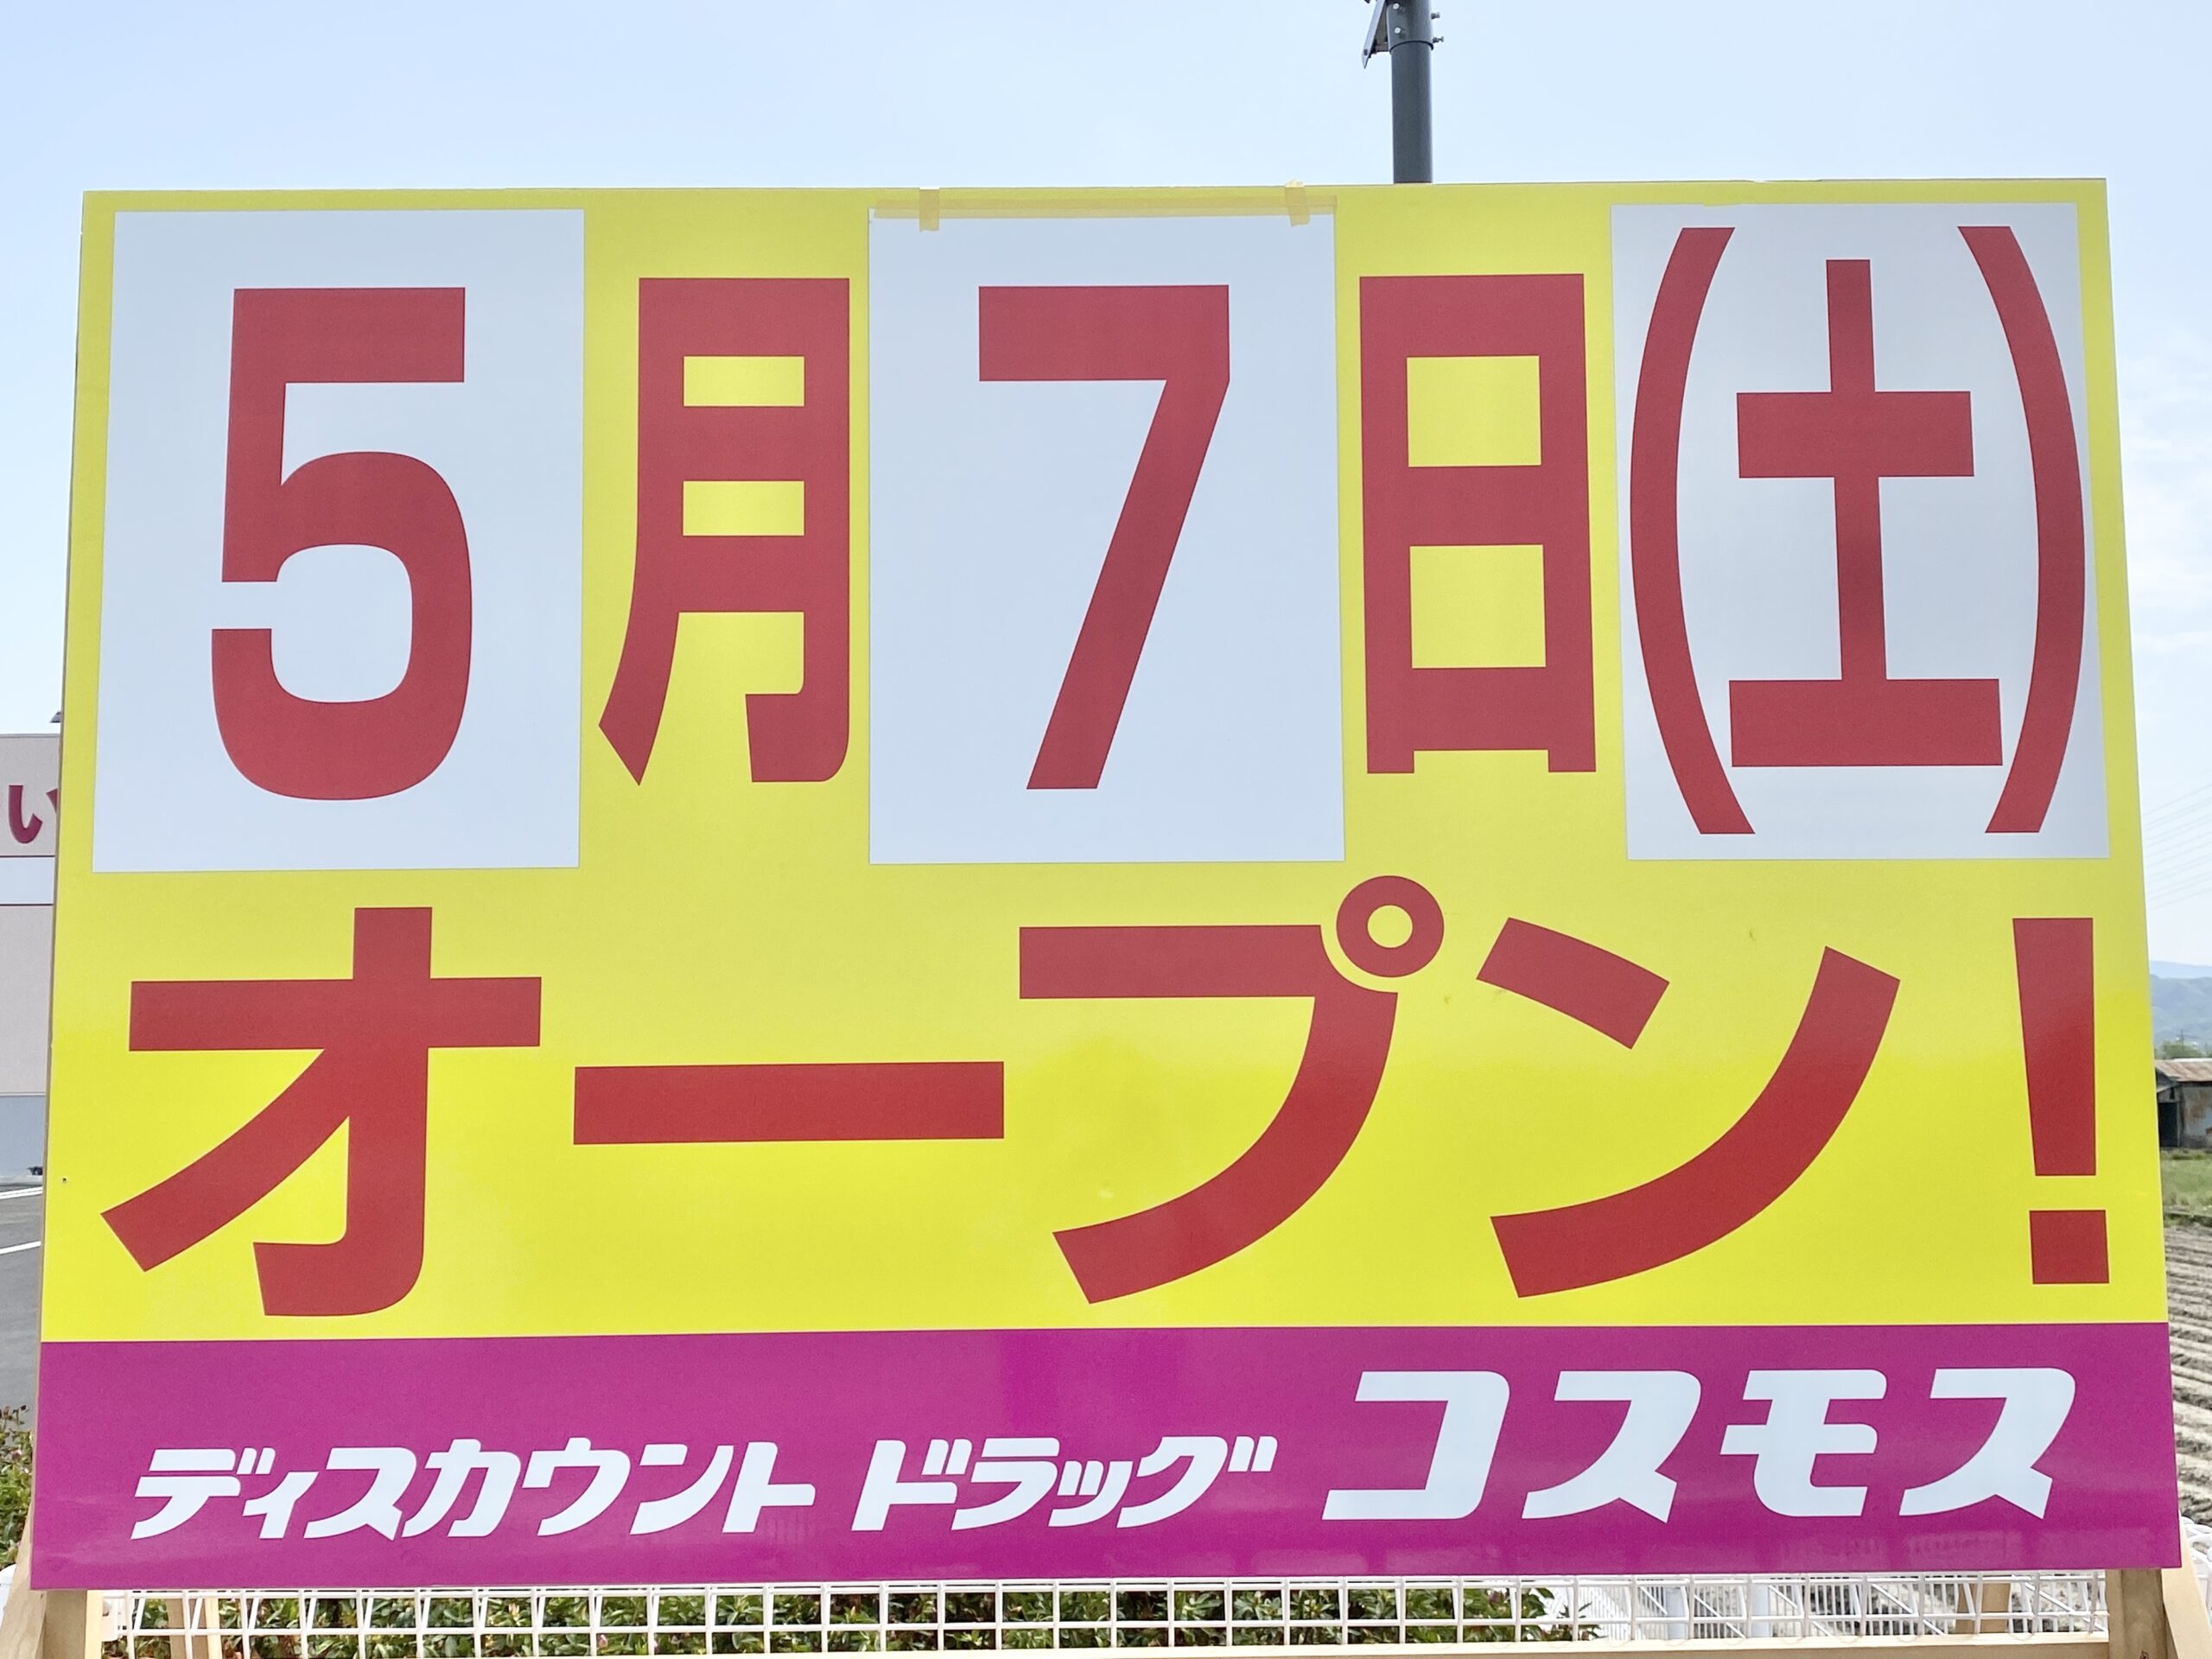 5月7日(土)
オープン!
ディスカウント ドラッグ コスモス
い